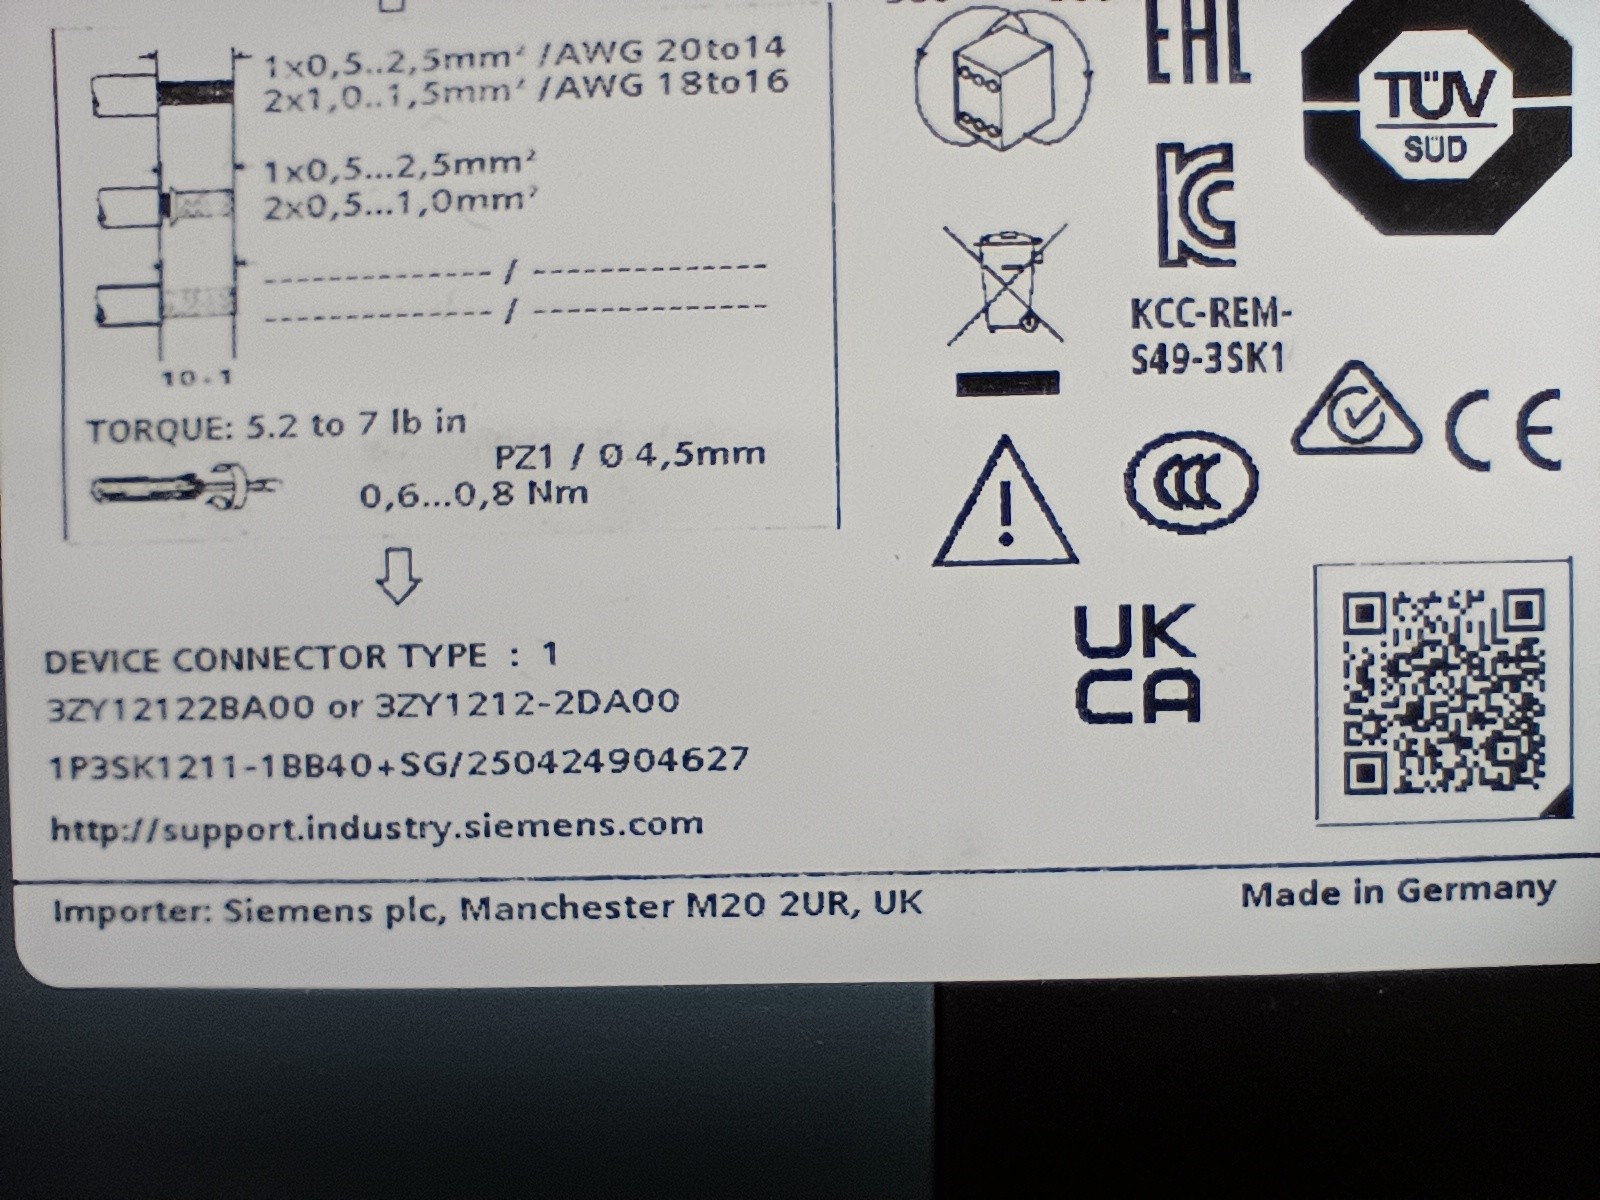 1x0,5..2,5mm² /AWG 20to14
2x1,0..1,5mm² /AWG 18to16
1x0,5...2,5mm²
2x0,5...1,0mm²
------------- / -------------
------------- / -------------
10-1
TORQUE: 5.2 to 7 lb in
PZ1 / Ø 4,5mm
0,6...0,8 Nm
DEVICE CONNECTOR TYPE : 1
3ZY12122BA00 or 3ZY1212-2DA00
1P3SK1211-1BB40+SG/250424904627
http://support.industry.siemens.com
EAC
TÜV
SÜD
KC
KCC-REM-
S49-3SK1
CCC
CE
UK
CA
Importer: Siemens plc, Manchester M20 2UR, UK
Made in Germany